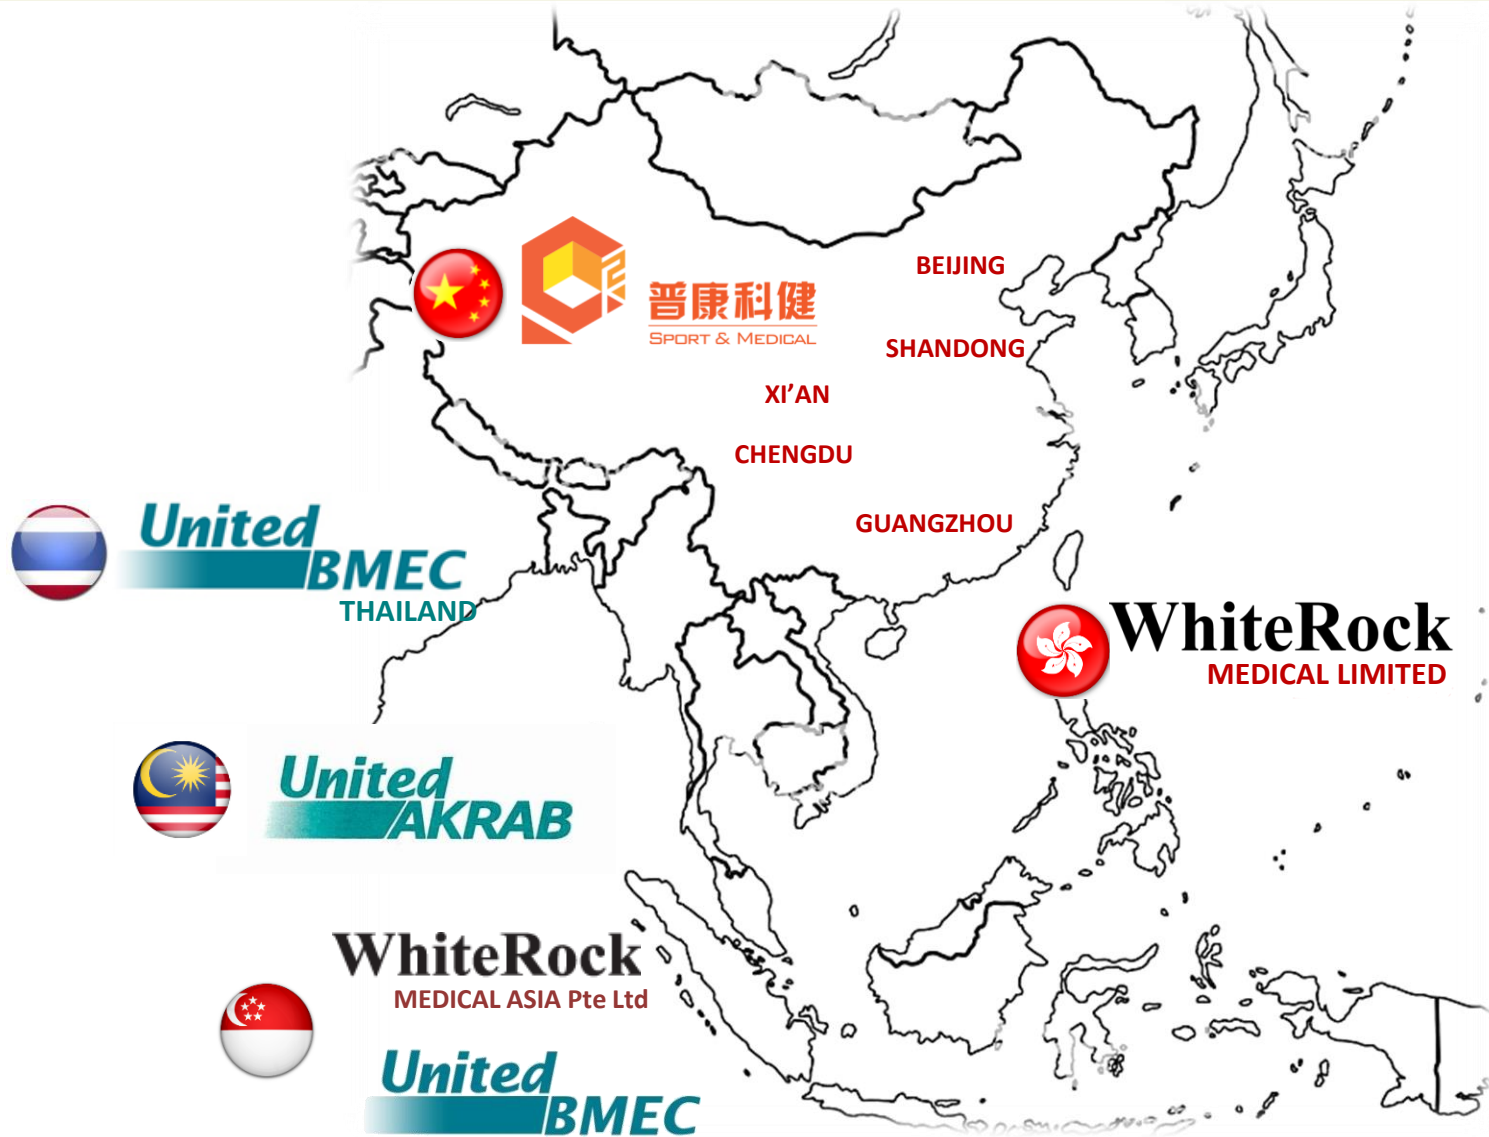 普康科健
SPORT & MEDICAL
BEIJING
SHANDONG
XI’AN
CHENGDU
GUANGZHOU
United
BMEC
THAILAND
WhiteRock
MEDICAL LIMITED
United
AKRAB
WhiteRock
MEDICAL ASIA Pte Ltd
United
BMEC